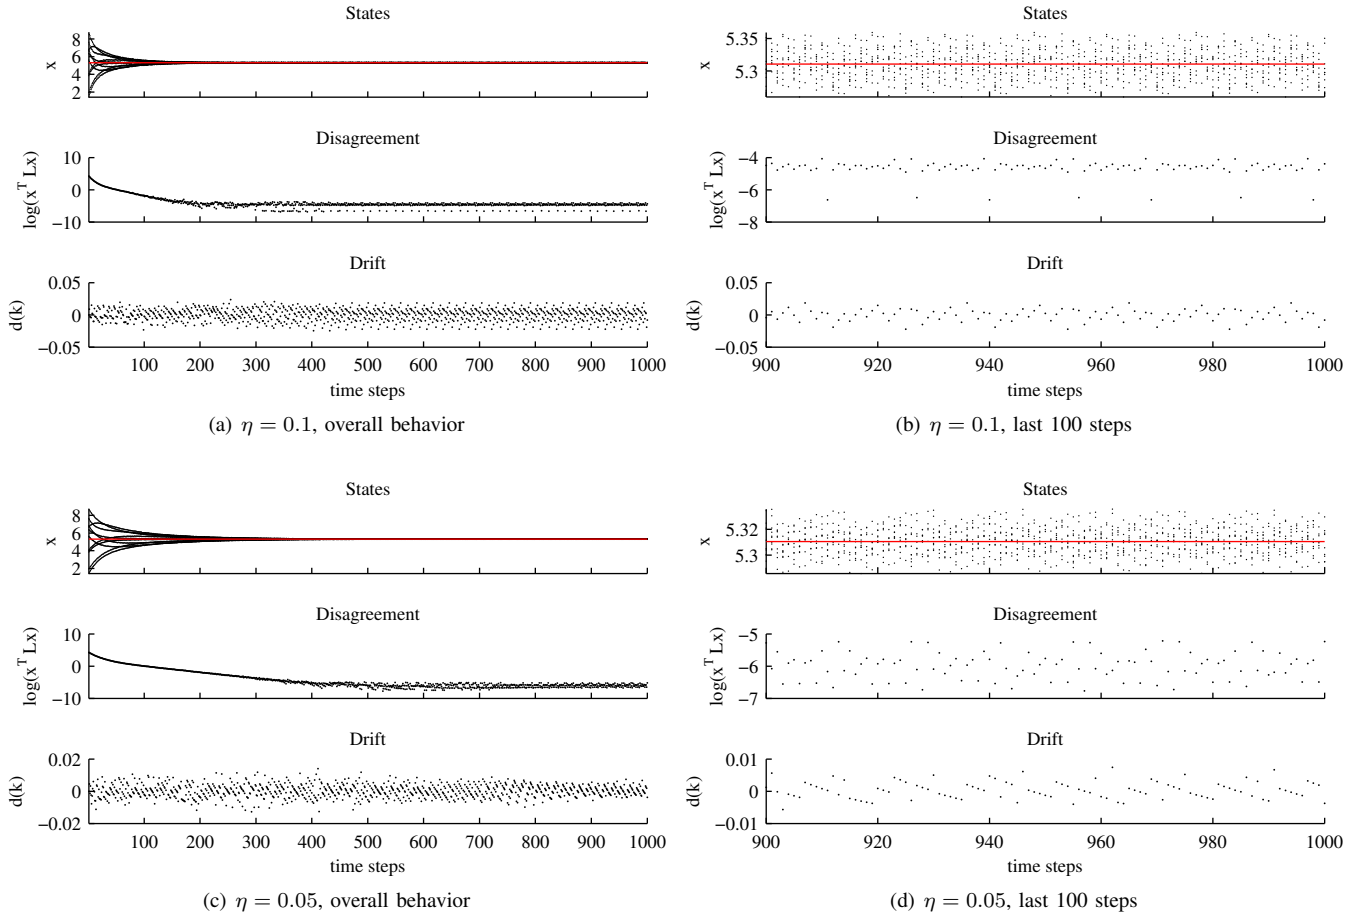 States
8
6
4
2
x
Disagreement
10
0
−10
log(x^T Lx)
Drift
0.05
0
−0.05
d(k)
100 200 300 400 500 600 700 800 900 1000
time steps
(a) η = 0.1, overall behavior
States
5.35
5.3
x
Disagreement
−4
−6
−8
log(x^T Lx)
Drift
0.05
0
−0.05
d(k)
900 920 940 960 980 1000
time steps
(b) η = 0.1, last 100 steps
States
8
6
4
2
x
Disagreement
10
0
−10
log(x^T Lx)
Drift
0.02
0
−0.02
d(k)
100 200 300 400 500 600 700 800 900 1000
time steps
(c) η = 0.05, overall behavior
States
5.32
5.3
x
Disagreement
−5
−6
−7
log(x^T Lx)
Drift
0.01
0
−0.01
d(k)
900 920 940 960 980 1000
time steps
(d) η = 0.05, last 100 steps